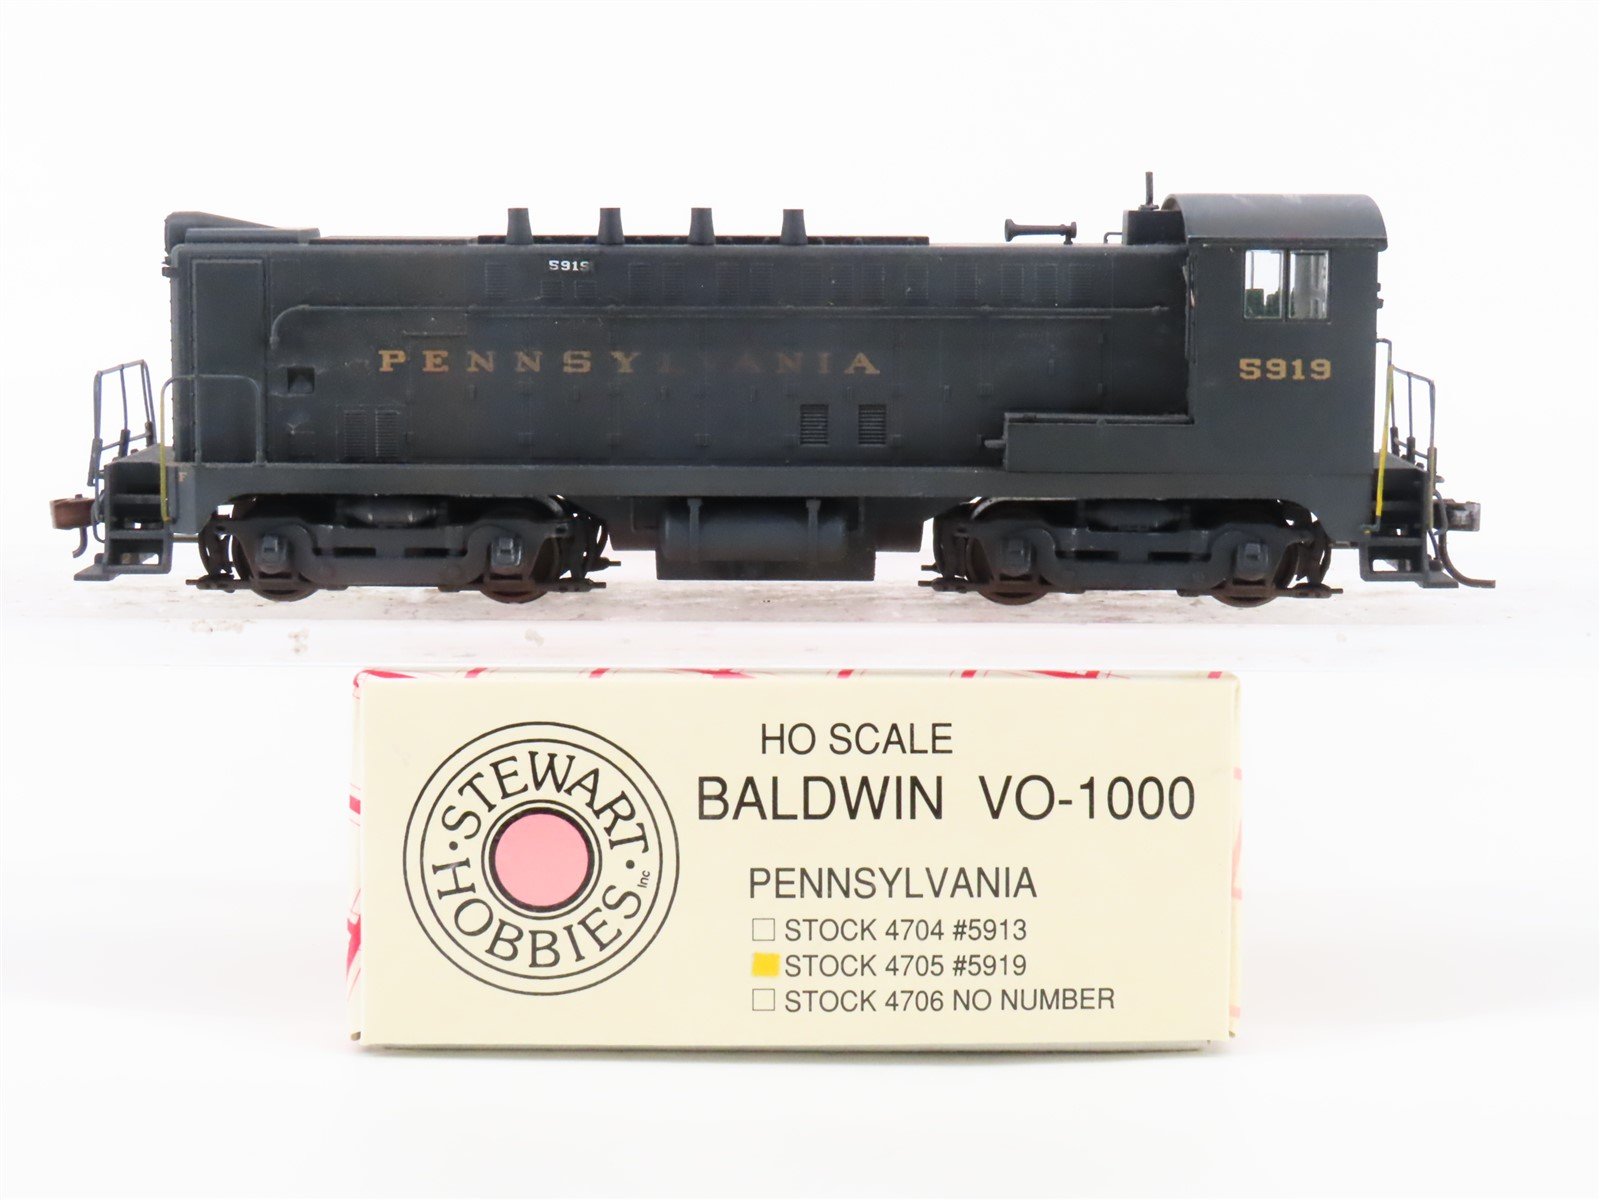 5919
PENNSYLVANIA
5919
F
STEWART
HOBBIES
Inc
HO SCALE
BALDWIN VO-1000
PENNSYLVANIA
STOCK 4704 #5913
STOCK 4705 #5919
STOCK 4706 NO NUMBER